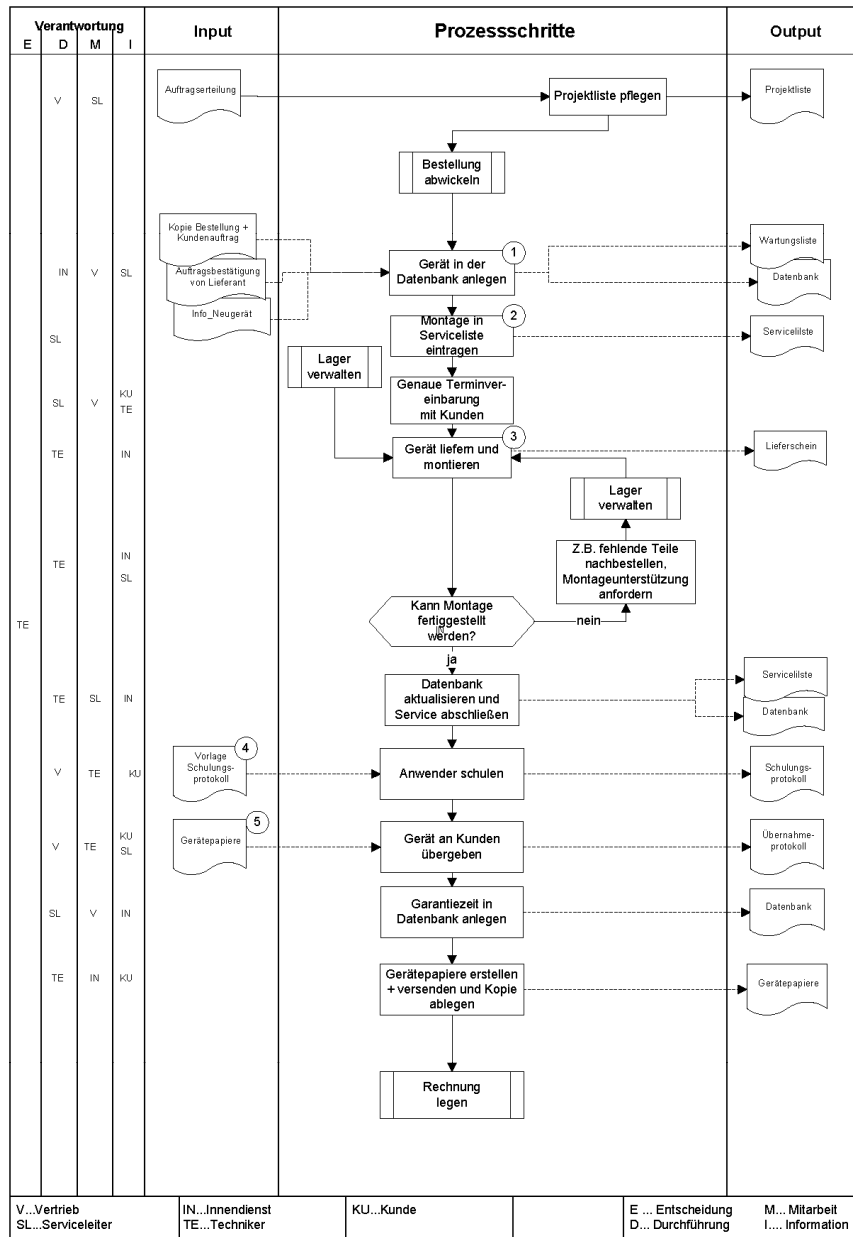 Verantwortung
E D M I
Input
Prozessschritte
Output
V SL
Auftragserteilung
Projektliste pflegen
Projektliste
Bestellung
abwickeln
Kopie Bestellung +
Kundenauftrag
Wartungsliste
1
IN V SL
Auftragsbestätigung
von Lieferant
Gerät in der
Datenbank anlegen
Datenbank
Info_Neugerät
2
SL
Montage in
Serviceliste
eintragen
Servicelilste
Lager
verwalten
SL V KU
TE
Genaue Terminver-
einbarung
mit Kunden
3
TE IN
Gerät liefern und
montieren
Lieferschein
Lager
verwalten
TE IN
SL
Z.B. fehlende Teile
nachbestellen,
Montageunterstützung
anfordern
TE
Kann Montage
fertiggestellt
IN
werden?
nein
ja
TE SL IN
Datenbank
aktualisieren und
Service abschließen
Servicelilste
Datenbank
V TE KU
Vorlage
Schulungs-
protokoll
4
Anwender schulen
Schulungs-
protokoll
V TE KU
SL
Gerätepapiere
5
Gerät an Kunden
übergeben
Übernahme-
protokoll
SL V IN
Garantiezeit in
Datenbank anlegen
Datenbank
TE IN KU
Gerätepapiere erstellen
+ versenden und Kopie
ablegen
Gerätepapiere
Rechnung
legen
V...Vertrieb
SL...Serviceleiter
IN...Innendienst
TE...Techniker
KU...Kunde
E ... Entscheidung
D... Durchführung
M... Mitarbeit
I.... Information